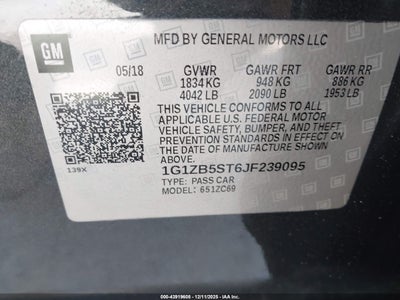 GM
MFD BY GENERAL MOTORS LLC
05/18 GVWR GAWR FRT GAWR RR
1834 KG 948 KG 886 KG
4042 LB 2090 LB 1953 LB
THIS VEHICLE CONFORMS TO ALL
APPLICABLE U.S. FEDERAL MOTOR
VEHICLE SAFETY, BUMPER, AND THEFT
PREVENTION STANDARDS IN EFFECT ON
THE DATE OF MANUFACTURE SHOWN ABOVE.
139X
1G1ZB5ST6JF239095
TYPE: PASS CAR
MODEL: 651ZC69
GM
000-43919608 - 12/11/2025 - IAAI.COM